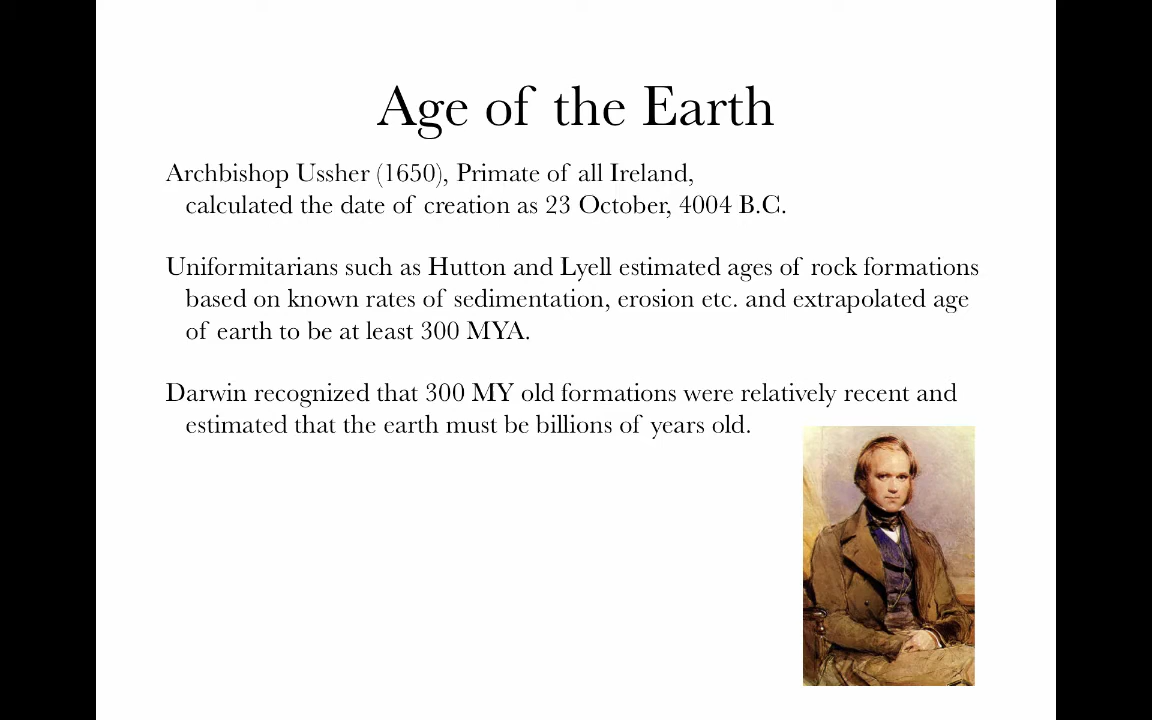 Age of the Earth
Archbishop Ussher (1650), Primate of all Ireland,
calculated the date of creation as 23 October, 4004 B.C.
Uniformitarians such as Hutton and Lyell estimated ages of rock formations
based on known rates of sedimentation, erosion etc. and extrapolated age
of earth to be at least 300 MYA.
Darwin recognized that 300 MY old formations were relatively recent and
estimated that the earth must be billions of years old.